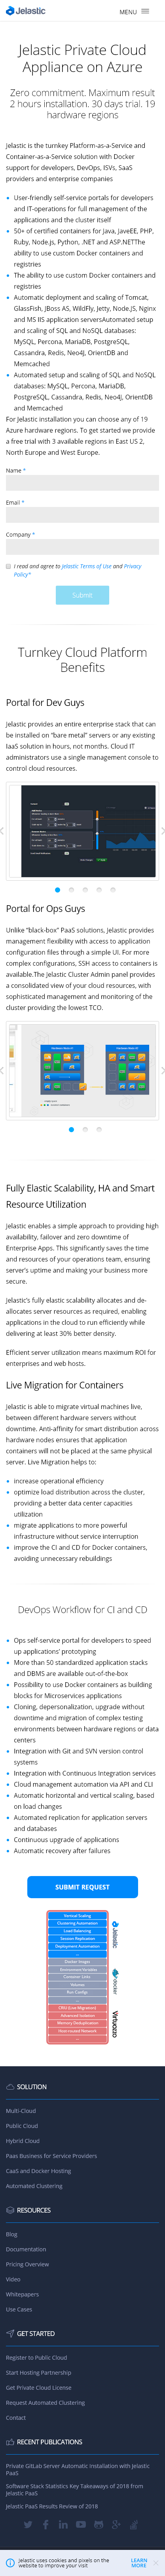 Jelastic MENU
Jelastic Private Cloud
Appliance on Azure
Zero commitment. Maximum result
2 hours installation. 30 days trial. 19
hardware regions
Jelastic is the turnkey Platform-as-a-Service and
Container-as-a-Service solution with Docker
support for developers, DevOps, ISVs, SaaS
providers and enterprise companies
User-friendly self-service portals for developers
and IT-operations for full management of the
applications and the cluster itself
50+ of certified containers for Java, JaveEE, PHP,
Ruby, Node.js, Python, .NET and ASP.NETThe
ability to use custom Docker containers and
registries
The ability to use custom Docker containers and
registries
Automatic deployment and scaling of Tomcat,
GlassFish, JBoss AS, WildFly, Jetty, Node.JS, Nginx
and MS IIS application serversAutomated setup
and scaling of SQL and NoSQL databases:
MySQL, Percona, MariaDB, PostgreSQL,
Cassandra, Redis, Neo4J, OrientDB and
Memcached
Automated setup and scaling of SQL and NoSQL
databases: MySQL, Percona, MariaDB,
PostgreSQL, Cassandra, Redis, Neo4J, OrientDB
and Memcached
For Jelastic installation you can choose any of 19
Azure hardware regions. To get started we provide
a free trial with 3 available regions in East US 2,
North Europe and West Europe.
Name *
Email *
Company *
I read and agree to Jelastic Terms of Use and Privacy
Policy*
Submit
Turnkey Cloud Platform
Benefits
Portal for Dev Guys
Jelastic provides an entire enterprise stack that can
be installed on “bare metal” servers or any existing
IaaS solution in hours, not in months. Cloud IT
administrators use a single management console to
control cloud resources.
Portal for Ops Guys
Unlike “black-box” PaaS solutions, Jelastic provides
management flexibility with access to application
configuration files through a simple UI. For more
complex configurations, SSH access to containers is
available.The Jelastic Cluster Admin panel provides
a consolidated view of your cloud resources, with
sophisticated management and monitoring of the
cluster providing the lowest TCO.
Fully Elastic Scalability, HA and Smart
Resource Utilization
Jelastic enables a simple approach to providing high
availability, failover and zero downtime of
Enterprise Apps. This significantly saves the time
and resources of your operations team, ensuring
server's uptime and making your business more
secure.
Jelastic's fully elastic scalability allocates and de-
allocates server resources as required, enabling
applications in the cloud to run efficiently while
delivering at least 30% better density.
Efficient server utilization means maximum ROI for
enterprises and web hosts.
Live Migration for Containers
Jelastic is able to migrate virtual machines live,
between different hardware servers without
downtime. Anti-affinity for smart distribution across
hardware ensures that application
containers will not be placed at the same physical
server. Live Migration helps to:
increase operational efficiency
optimize load distribution across the cluster,
providing a better data center capacities
utilization
migrate applications to more powerful
infrastructure without service interruption
improve the CI and CD for Docker containers,
avoiding unnecessary rebuildings
DevOps Workflow for CI and CD
Ops self-service portal for developers to speed
up applications' prototyping
More than 50 standardized application stacks
and DBMS are available out-of-the-box
Possibility to use Docker containers as building
blocks for Microservices applications
Cloning, depersonalization, upgrade without
downtime and migration of complex testing
environments between hardware regions or data
centers
Integration with Git and SVN version control
systems
Integration with Continuous Integration services
Cloud management automation via API and CLI
Automatic horizontal and vertical scaling, based
on load changes
Automated replication for application servers
and databases
Continuous upgrade of applications
Automatic recovery after failures
SUBMIT REQUEST
Vertical Scaling
Clustering Automation
Load Balancing
Session Replication
Deployment Automation
...
Docker Images
Environment Variables
Container Links
Volume
Run Configs
...
CRIU (Live Migration)
Advanced Isolation
Memory Deduplication
Host-routed Network
...
Jelastic
docker
Virtuozzo
SOLUTION
Multi-Cloud
Public Cloud
Hybrid Cloud
Paas Business for Service Providers
CaaS and Docker Hosting
Automated Clustering
RESOURCES
Blog
Documentation
Pricing Overview
Video
Whitepapers
Use Cases
GET STARTED
Register to Public Cloud
Start Hosting Partnership
Get Private Cloud License
Request Automated Clustering
Contact
RECENT PUBLICATIONS
Private GitLab Server Automatic Installation with Jelastic
PaaS
Software Stack Statistics Key Takeaways of 2018 from
Jelastic PaaS
Jelastic PaaS Results Review of 2018
Jelastic uses cookies and pixels on the
website to improve your visit
LEARN
MORE